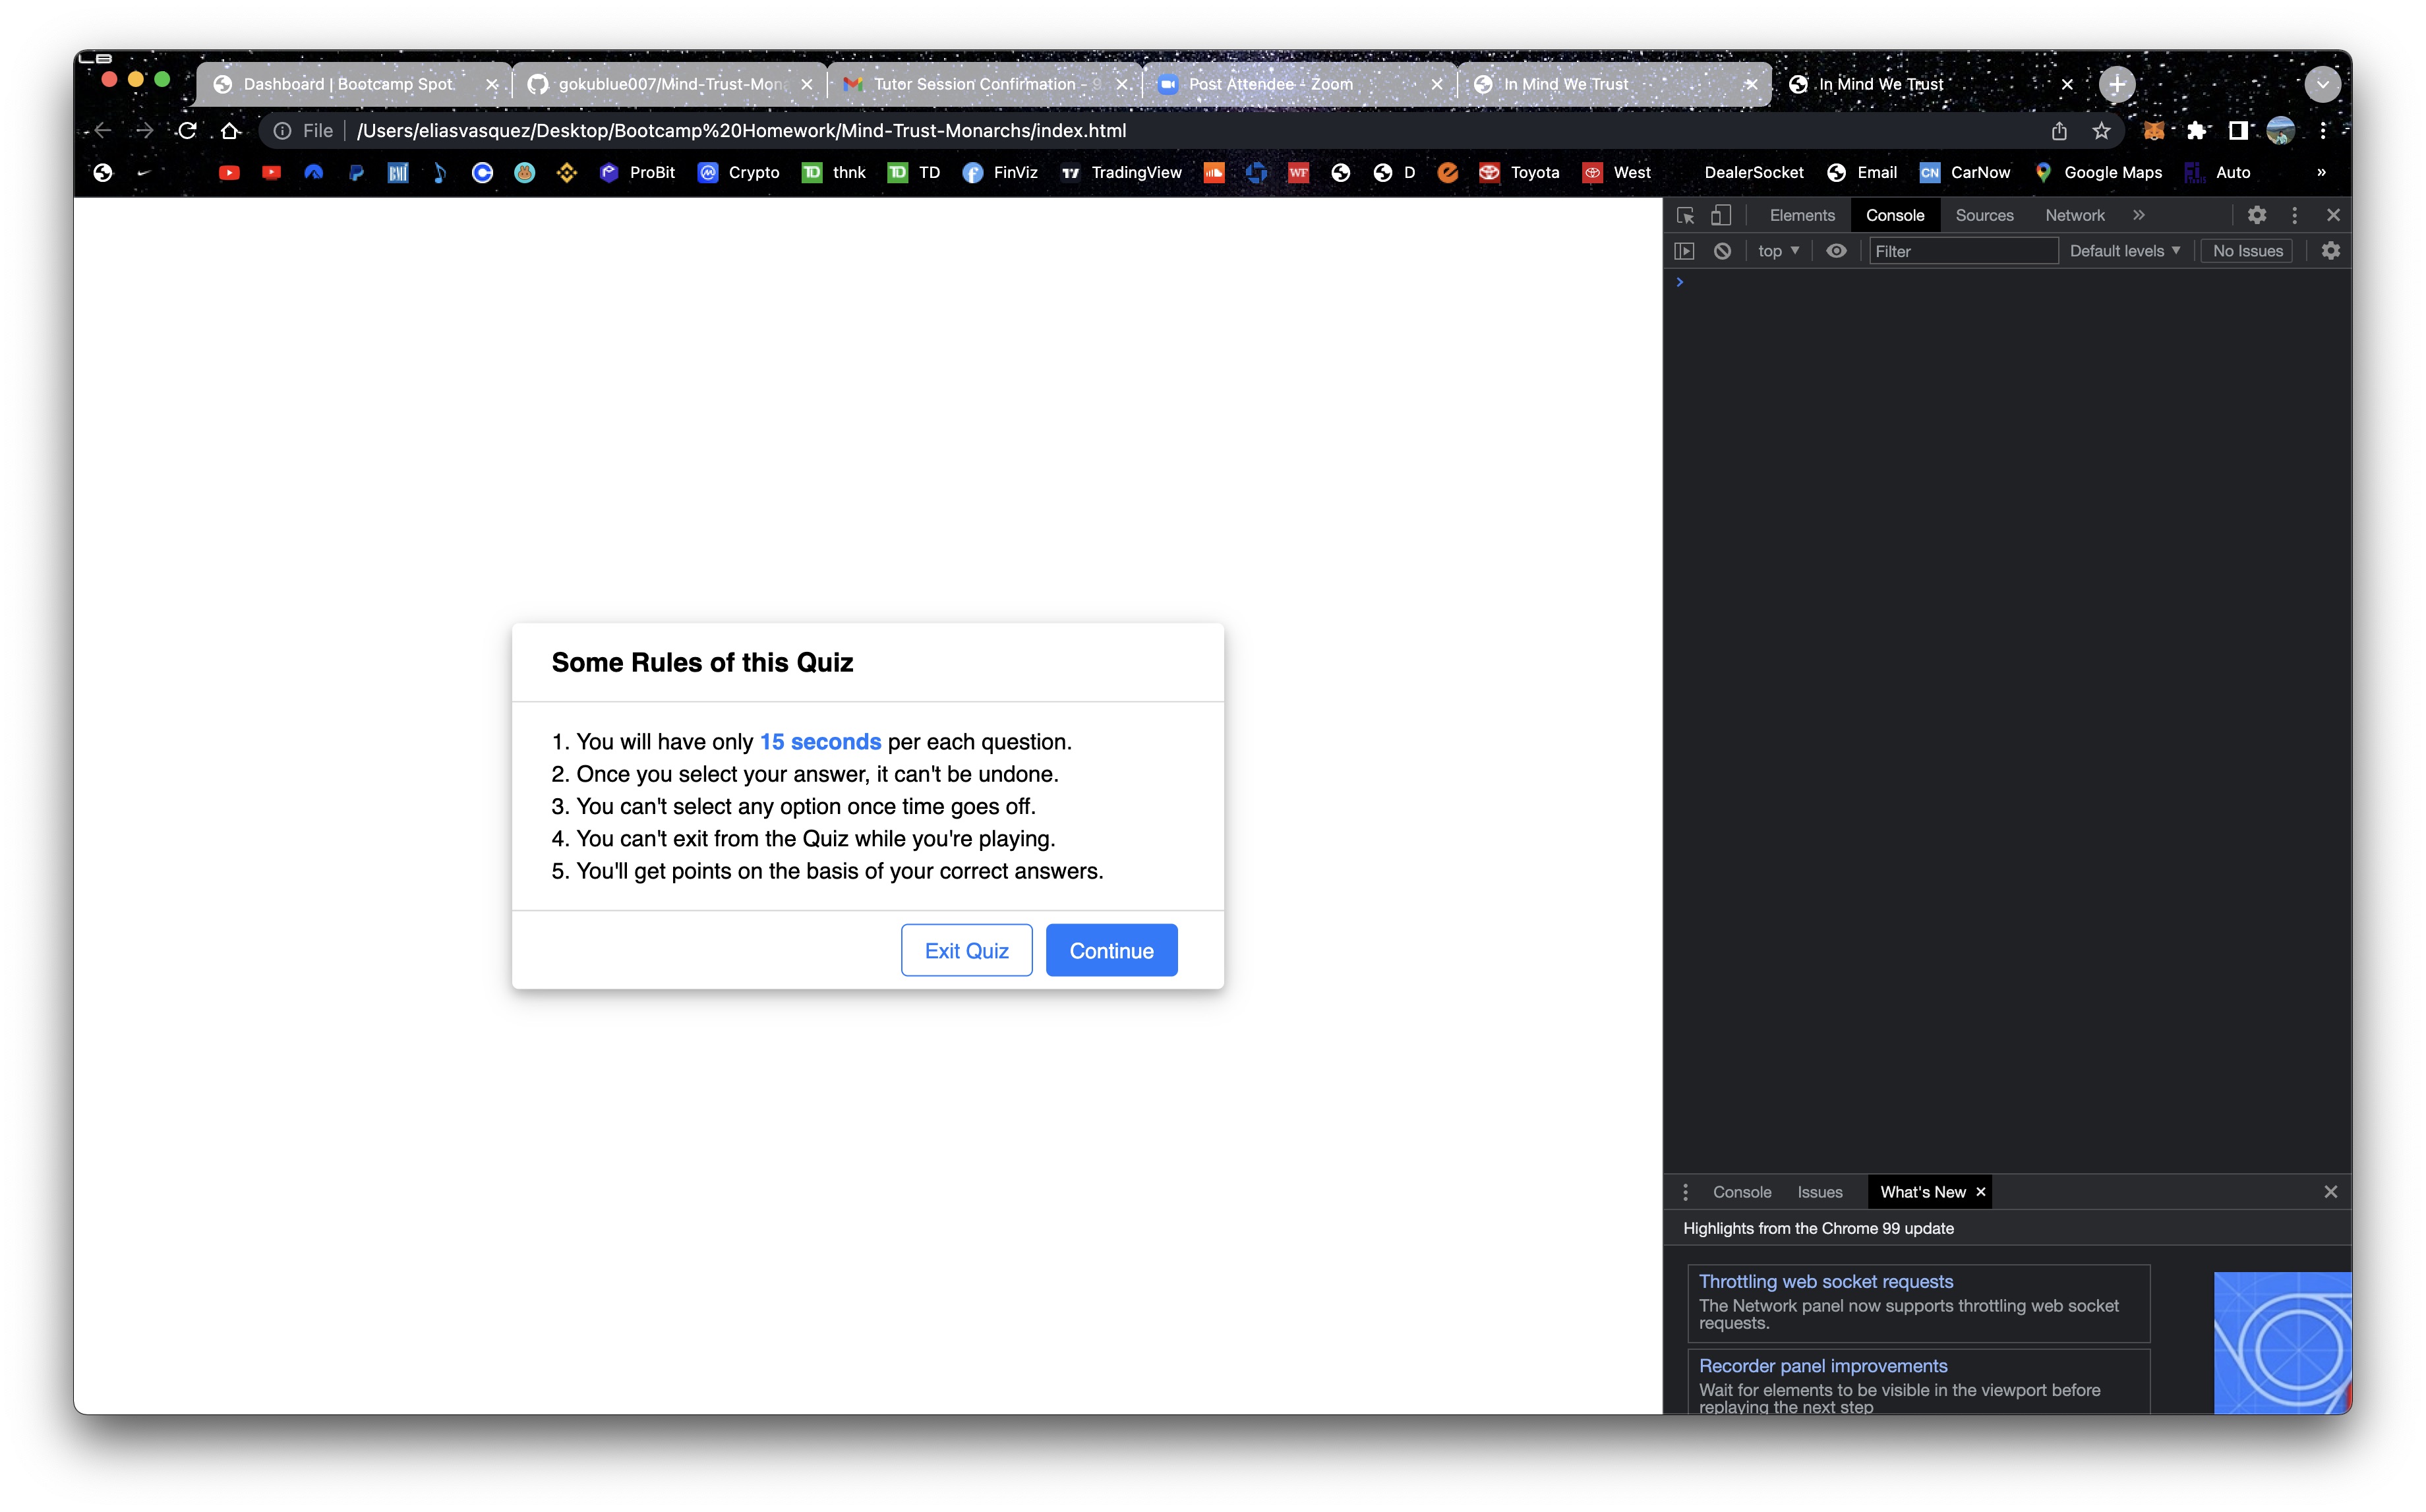 Dashboard | Bootcamp Spot
gokublue007/Mind-Trust-Mon
Tutor Session Confirmation - 9
Post Attendee - Zoom
In Mind We Trust
In Mind We Trust
File
/Users/eliasvasquez/Desktop/Bootcamp%20Homework/Mind-Trust-Monarchs/index.html
BMI
ProBit
Crypto
TD
thnk
TD
TD
FinViz
TradingView
WF
D
Toyota
West
DealerSocket
Email
CN
CarNow
Google Maps
Auto
»
Elements
Console
Sources
Network
»
top
Filter
Default levels
No Issues
Some Rules of this Quiz
1. You will have only 15 seconds per each question.
2. Once you select your answer, it can't be undone.
3. You can't select any option once time goes off.
4. You can't exit from the Quiz while you're playing.
5. You'll get points on the basis of your correct answers.
Exit Quiz
Continue
Console
Issues
What's New
Highlights from the Chrome 99 update
Throttling web socket requests
The Network panel now supports throttling web socket
requests.
Recorder panel improvements
Wait for elements to be visible in the viewport before
replaying the next step